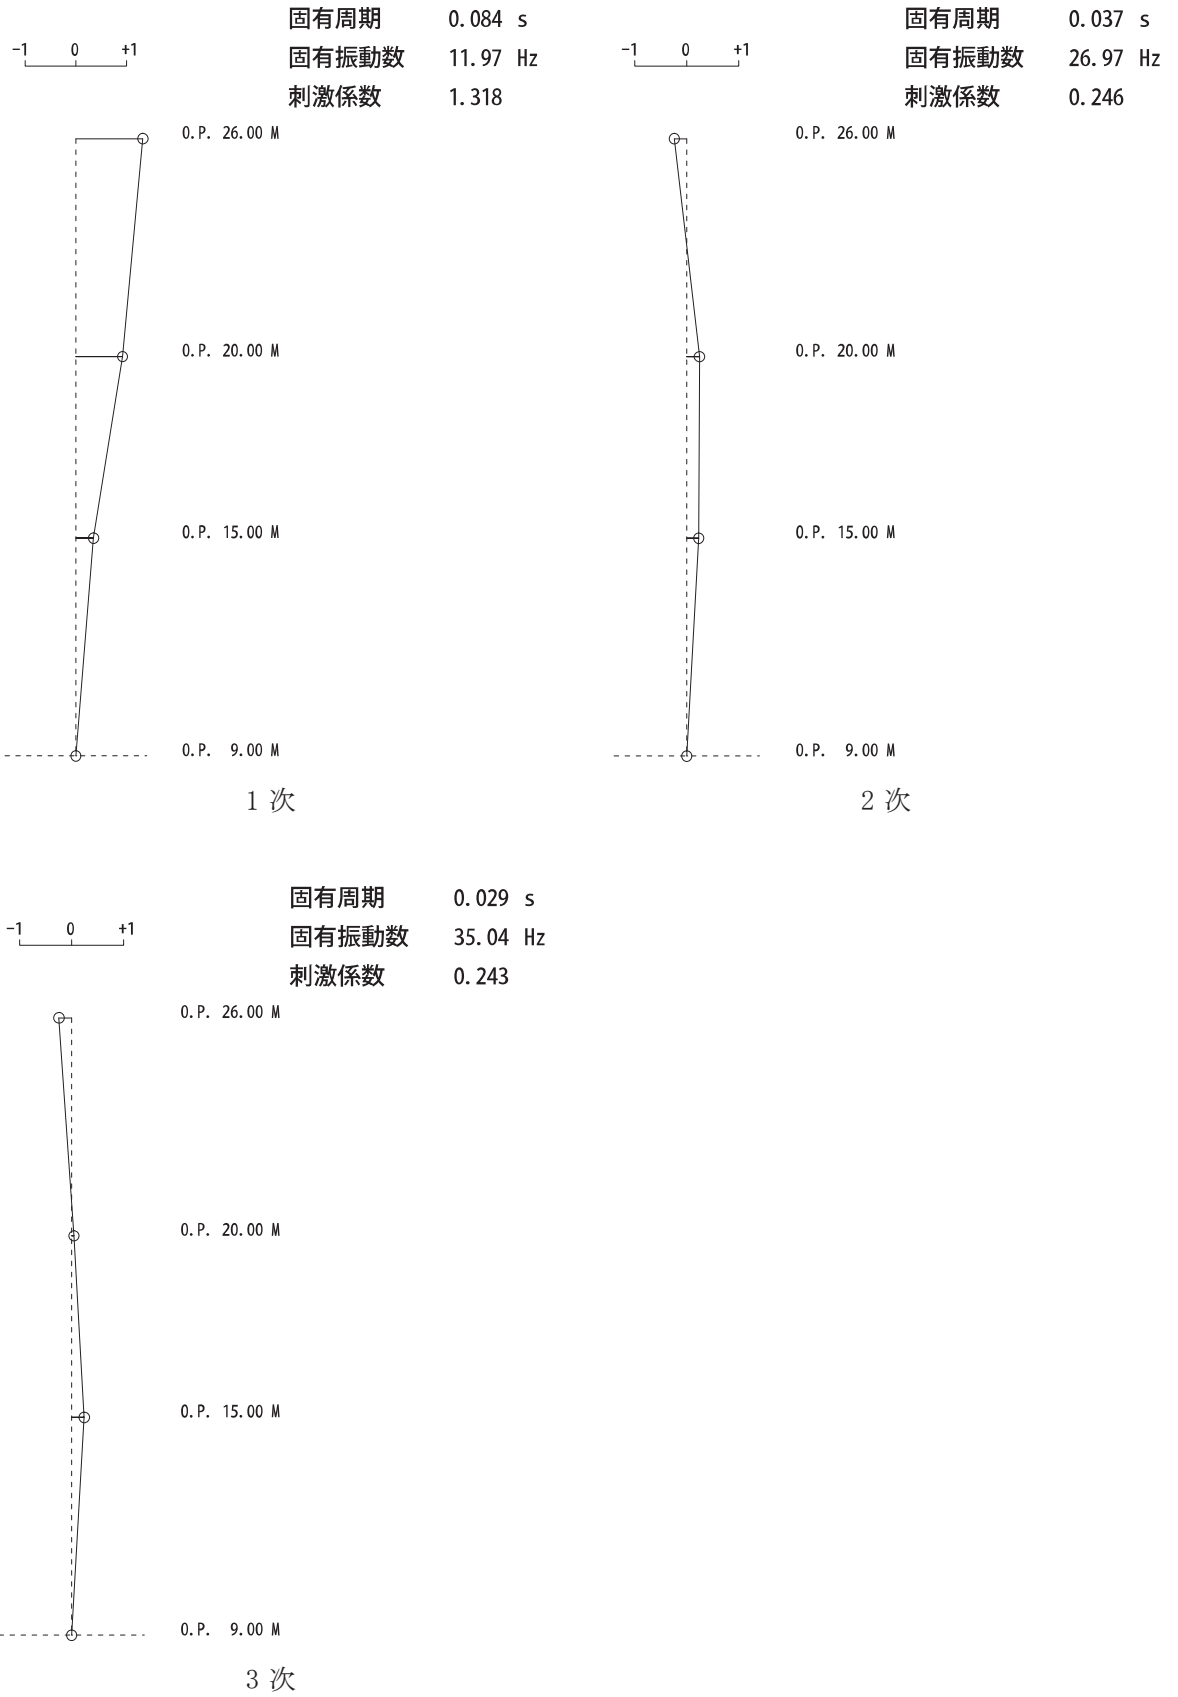 固有周期 0.084 s
固有振動数 11.97 Hz
刺激係数 1.318
-1 0 +1
O.P. 26.00 M
O.P. 20.00 M
O.P. 15.00 M
O.P. 9.00 M
1次
固有周期 0.037 s
固有振動数 26.97 Hz
刺激係数 0.246
-1 0 +1
O.P. 26.00 M
O.P. 20.00 M
O.P. 15.00 M
O.P. 9.00 M
2次
固有周期 0.029 s
固有振動数 35.04 Hz
刺激係数 0.243
-1 0 +1
O.P. 26.00 M
O.P. 20.00 M
O.P. 15.00 M
O.P. 9.00 M
3次